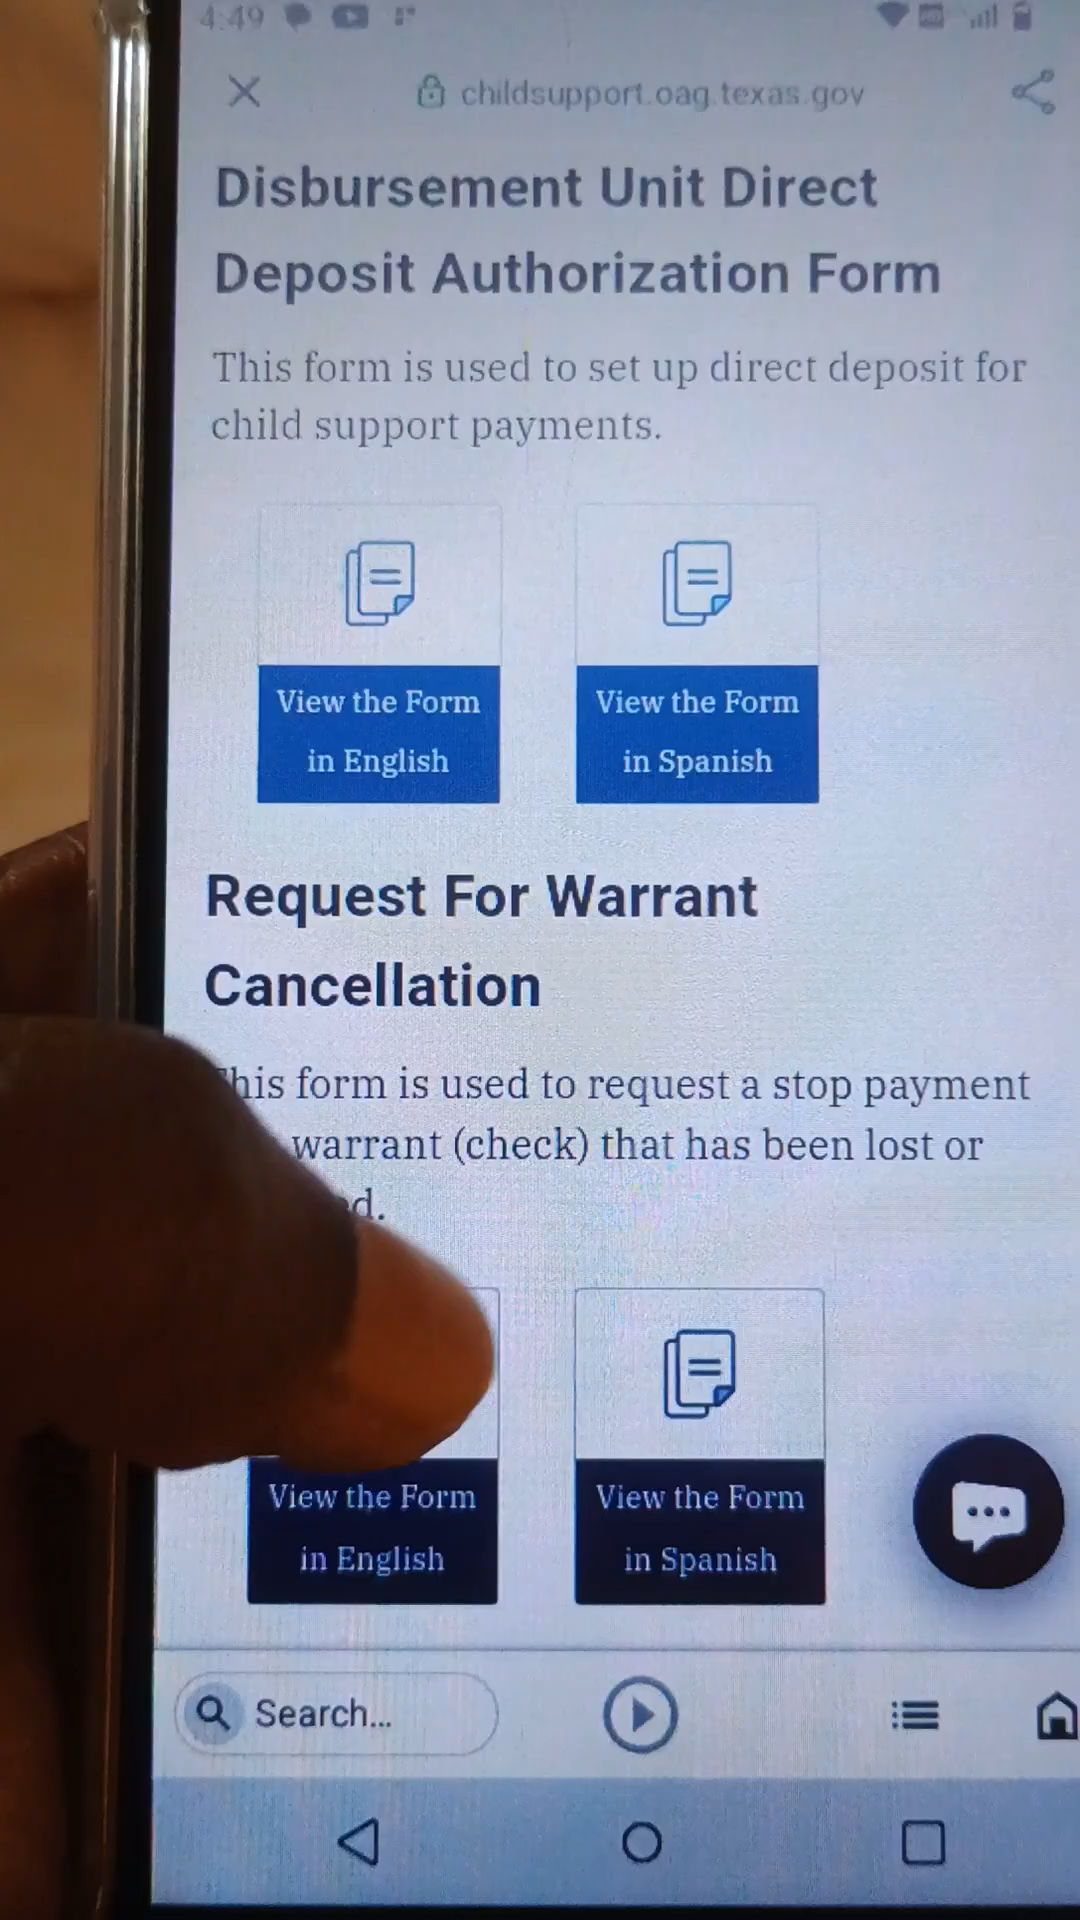 4:49
childsupport.oag.texas.gov
Disbursement Unit Direct
Deposit Authorization Form
This form is used to set up direct deposit for
child support payments.
View the Form
in English
View the Form
in Spanish
Request For Warrant
Cancellation
This form is used to request a stop payment
warrant (check) that has been lost or
View the Form
in English
View the Form
in Spanish
Search...